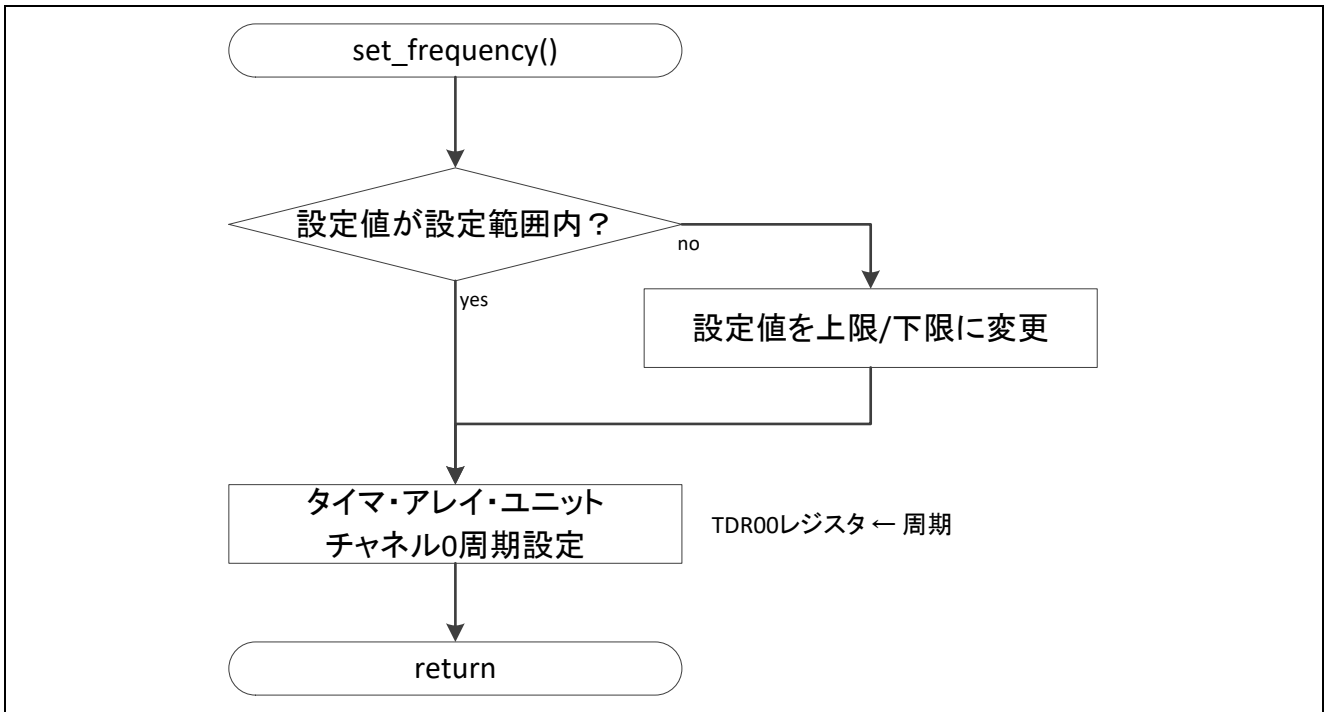 set_frequency()
設定値が設定範囲内？
no
yes
設定値を上限/下限に変更
タイマ・アレイ・ユニット
チャネル0周期設定
TDR00レジスタ ← 周期
return